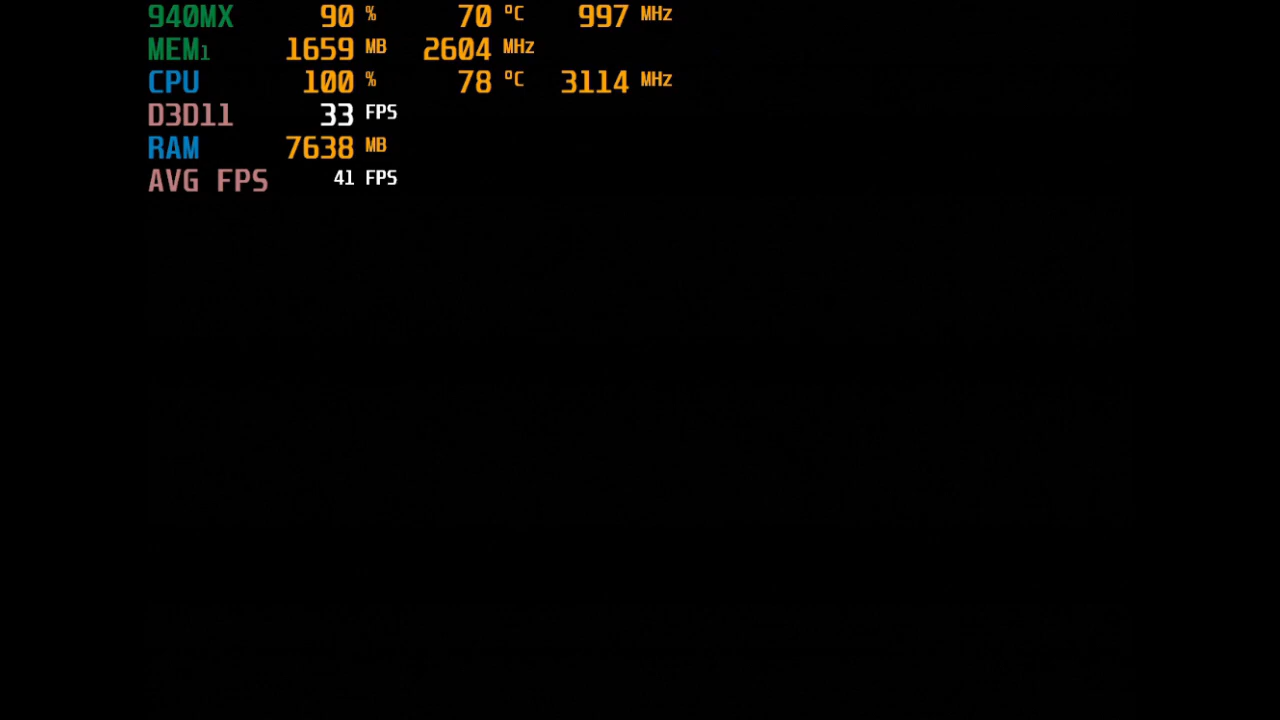 940MX 90 % 70 °C 997 MHz
MEM1 1659 MB 2604 MHz
CPU 100 % 78 °C 3114 MHz
D3D11 33 FPS
RAM 7638 MB
AVG FPS 41 FPS